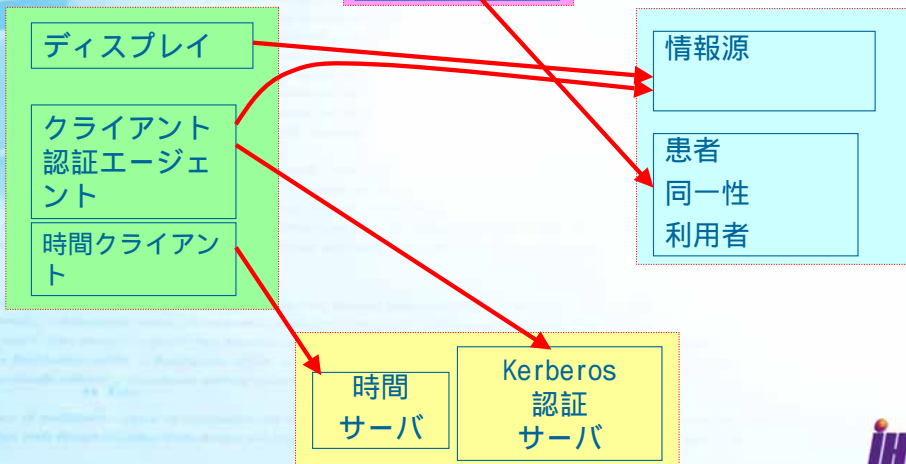 ディスプレイ
クライアント
認証エージェ
ント
時間クライアン
ト
情報源
患者
同一性
利用者
時間
サーバ
Kerberos
認証
サーバ